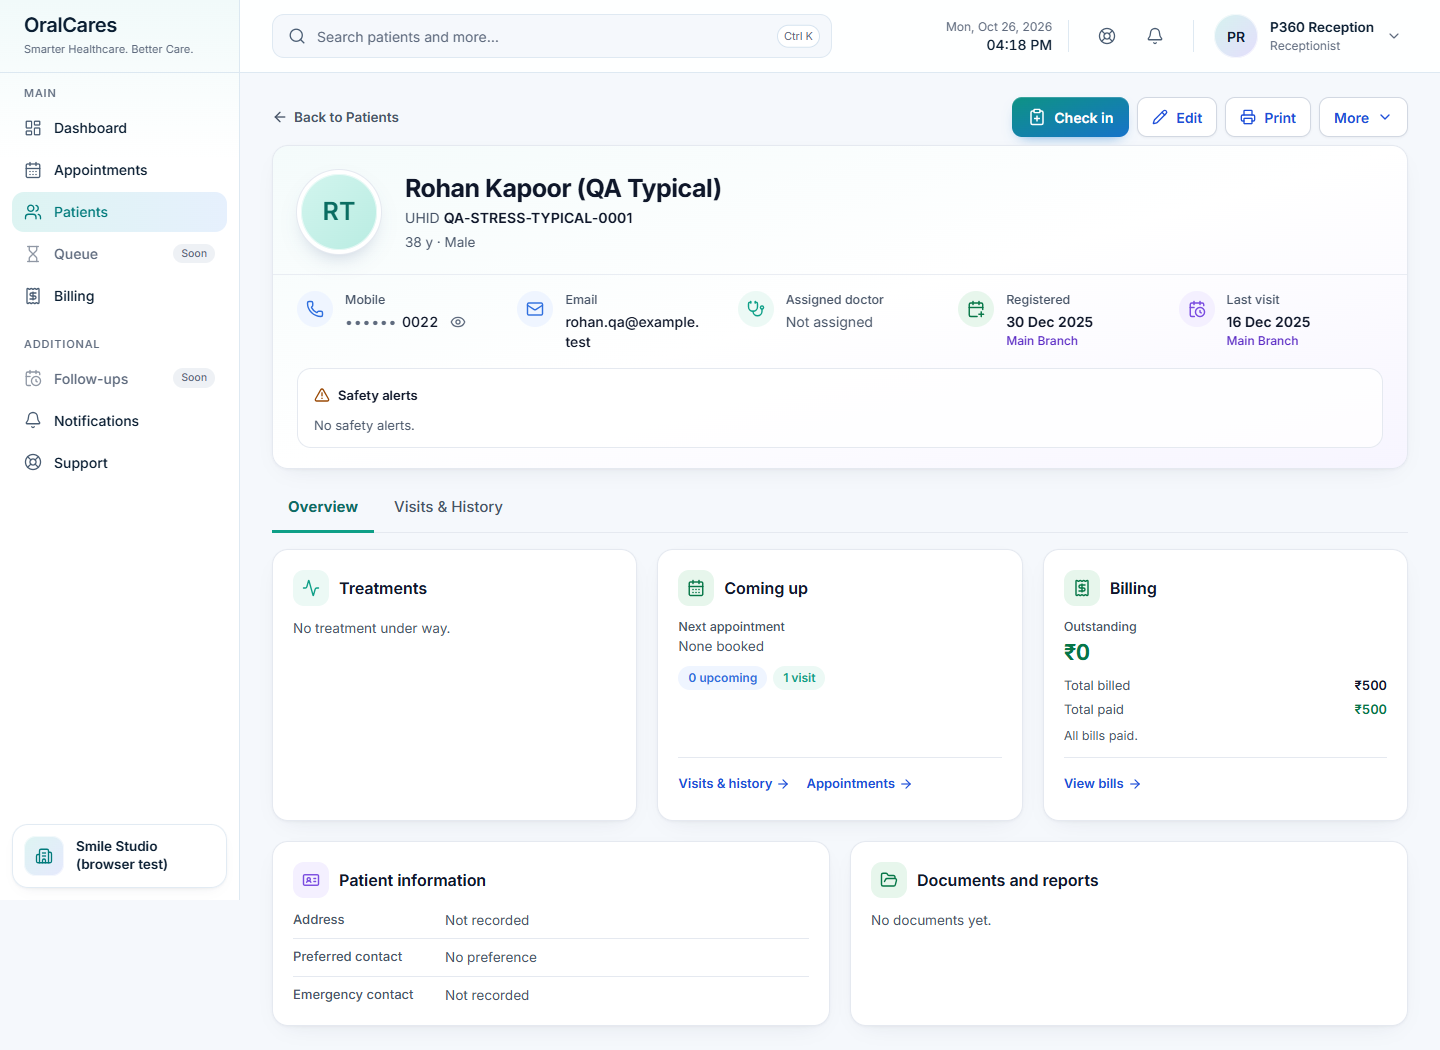 OralCares
Smarter Healthcare. Better Care.
Search patients and more...
Ctrl K
Mon, Oct 26, 2026
04:18 PM
PR
P360 Reception
Receptionist
MAIN
Dashboard
Appointments
Patients
Queue
Soon
Billing
ADDITIONAL
Follow-ups
Soon
Notifications
Support
Smile Studio
(browser test)
Back to Patients
Check in
Edit
Print
More
RT
Rohan Kapoor (QA Typical)
UHID QA-STRESS-TYPICAL-0001
38 y · Male
Mobile
•••••• 0022
Email
rohan.qa@example.
test
Assigned doctor
Not assigned
Registered
30 Dec 2025
Main Branch
Last visit
16 Dec 2025
Main Branch
Safety alerts
No safety alerts.
Overview
Visits & History
Treatments
No treatment under way.
Coming up
Next appointment
None booked
0 upcoming
1 visit
Visits & history →
Appointments →
Billing
Outstanding
₹0
Total billed
₹500
Total paid
₹500
All bills paid.
View bills →
Patient information
Address
Not recorded
Preferred contact
No preference
Emergency contact
Not recorded
Documents and reports
No documents yet.